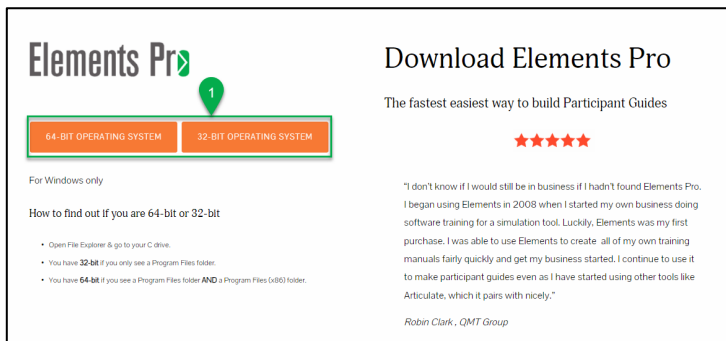 Elements Pro
1
64-BIT OPERATING SYSTEM
32-BIT OPERATING SYSTEM
For Windows only
How to find out if you are 64-bit or 32-bit
• Open File Explorer & go to your C drive.
• You have 32-bit if you only see a Program Files folder.
• You have 64-bit if you see a Program Files folder AND a Program Files (x86) folder.
Download Elements Pro
The fastest easiest way to build Participant Guides
"I don't know if I would still be in business if I hadn't found Elements Pro.
I began using Elements in 2008 when I started my own business doing
software training for a simulation tool. Luckily, Elements was my first
purchase. I was able to use Elements to create all of my own training
manuals fairly quickly and get my business started. I continue to use it
to make participant guides even as I have started using other tools like
Articulate, which it pairs with nicely."
Robin Clark , QMT Group